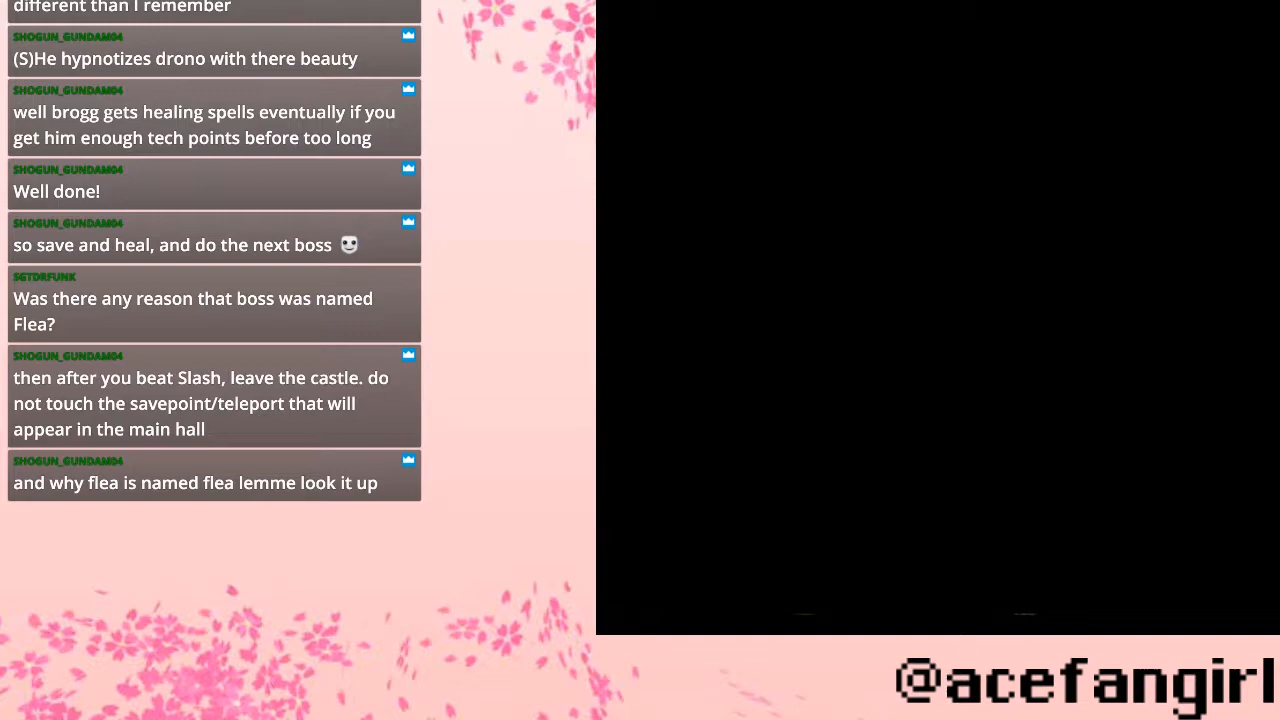 different than I remember
SHOGUN_GUNDAM04
(S)He hypnotizes drono with there beauty
SHOGUN_GUNDAM04
well brogg gets healing spells eventually if you
get him enough tech points before too long
SHOGUN_GUNDAM04
Well done!
SHOGUN_GUNDAM04
so save and heal, and do the next boss
SGTDRFUNK
Was there any reason that boss was named
Flea?
SHOGUN_GUNDAM04
then after you beat Slash, leave the castle. do
not touch the savepoint/teleport that will
appear in the main hall
SHOGUN_GUNDAM04
and why flea is named flea lemme look it up
@acefangirl